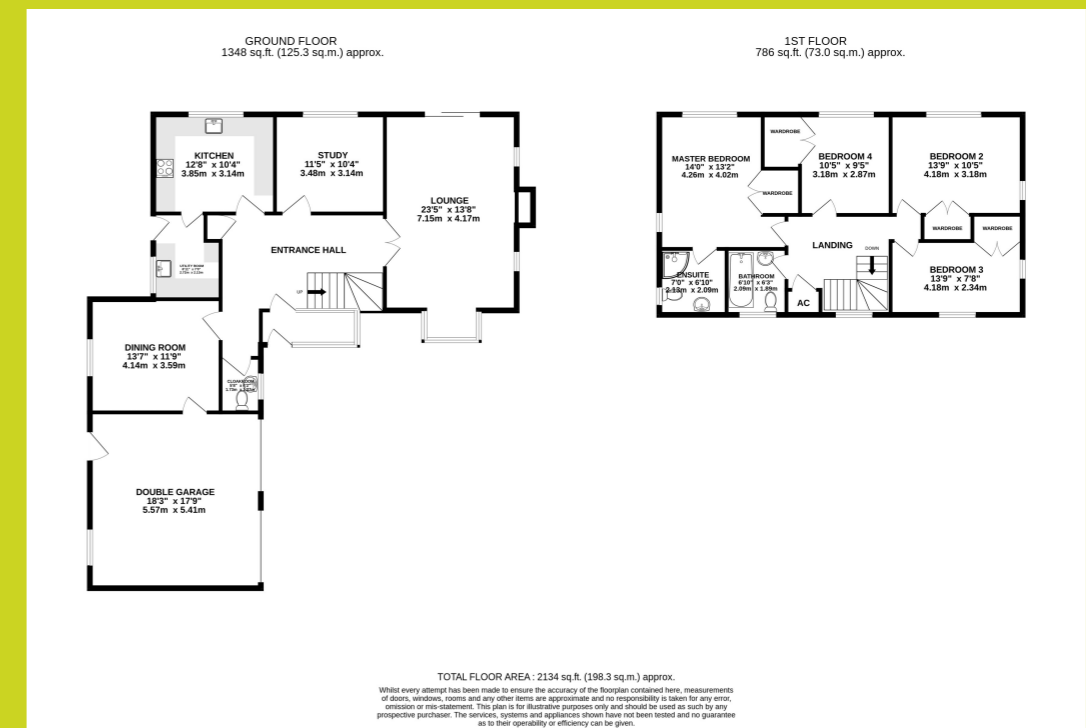 GROUND FLOOR
1348 sq.ft. (125.3 sq.m.) approx.
1ST FLOOR
786 sq.ft. (73.0 sq.m.) approx.
KITCHEN
12'8" x 10'4"
3.85m x 3.14m
STUDY
11'5" x 10'4"
3.48m x 3.14m
LOUNGE
23'5" x 13'8"
7.15m x 4.17m
ENTRANCE HALL
UTILITY ROOM
UP
DINING ROOM
13'7" x 11'9"
4.14m x 3.59m
CLOAKROOM
DOUBLE GARAGE
18'3" x 17'9"
5.57m x 5.41m
MASTER BEDROOM
14'0" x 13'2"
4.26m x 4.02m
WARDROBE
WARDROBE
BEDROOM 4
10'5" x 9'5"
3.18m x 2.87m
BEDROOM 2
13'9" x 10'5"
4.18m x 3.18m
WARDROBE
WARDROBE
LANDING
DOWN
BEDROOM 3
13'9" x 7'8"
4.18m x 2.34m
ENSUITE
7'0" x 6'10"
2.13m x 2.09m
BATHROOM
6'10" x 6'3"
2.09m x 1.89m
AC
TOTAL FLOOR AREA : 2134 sq.ft. (198.3 sq.m.) approx.
Whilst every attempt has been made to ensure the accuracy of the floorplan contained here, measurements
of doors, windows, rooms and any other items are approximate and no responsibility is taken for any error,
omission or mis-statement. This plan is for illustrative purposes only and should be used as such by any
prospective purchaser. The services, systems and appliances shown have not been tested and no guarantee
as to their operability or efficiency can be given.